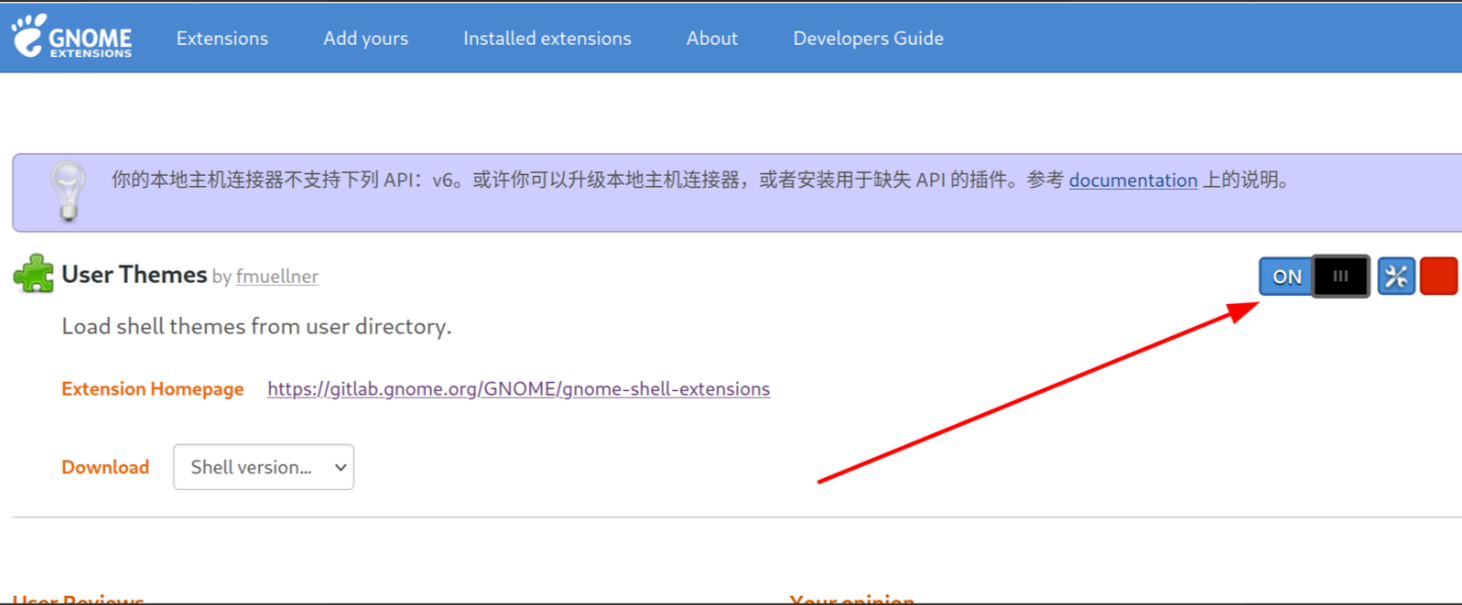 GNOME
EXTENSIONS
Extensions
Add yours
Installed extensions
About
Developers Guide
你的本地主机连接器不支持下列 API：v6。或许你可以升级本地主机连接器，或者安装用于缺失 API 的插件。参考 documentation 上的说明。
User Themes by fmuellner
ON
Load shell themes from user directory.
Extension Homepage https://gitlab.gnome.org/GNOME/gnome-shell-extensions
Download Shell version...
User Reviews
Your opinion